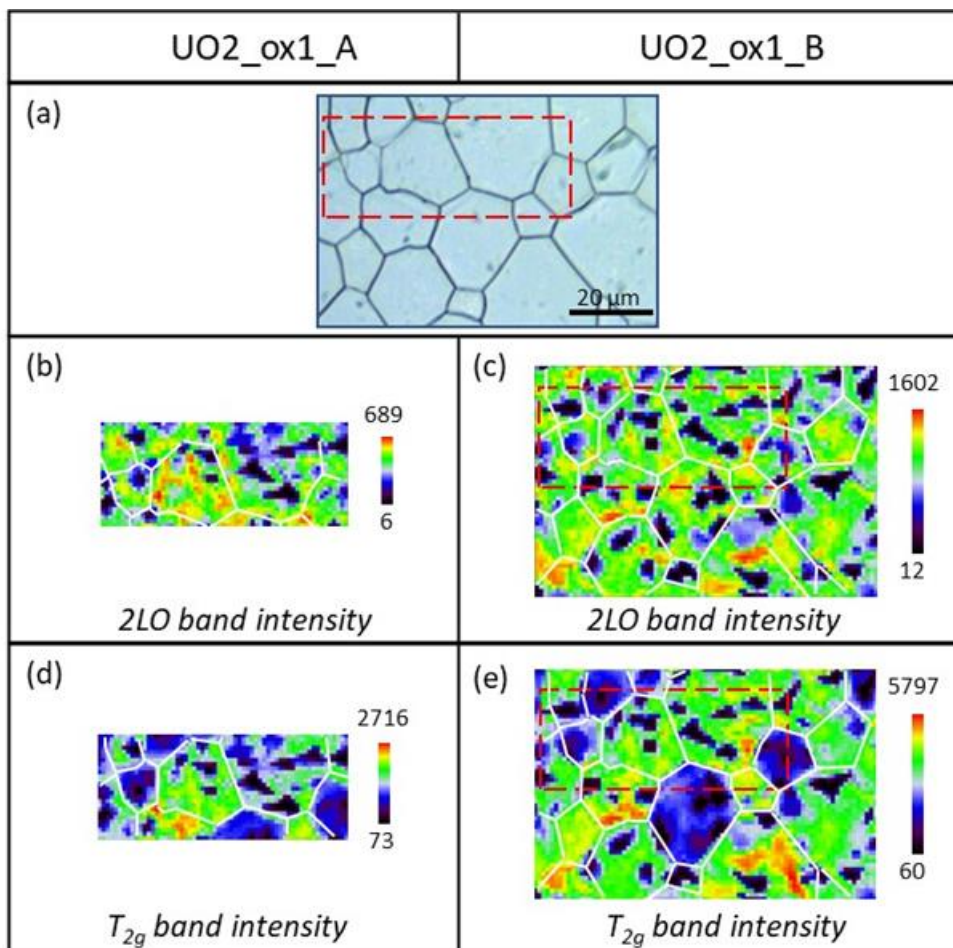 UO2_ox1_A
UO2_ox1_B
(a)
20 µm
(b)
689
6
2LO band intensity
(c)
1602
12
2LO band intensity
(d)
2716
73
T2g band intensity
(e)
5797
60
T2g band intensity